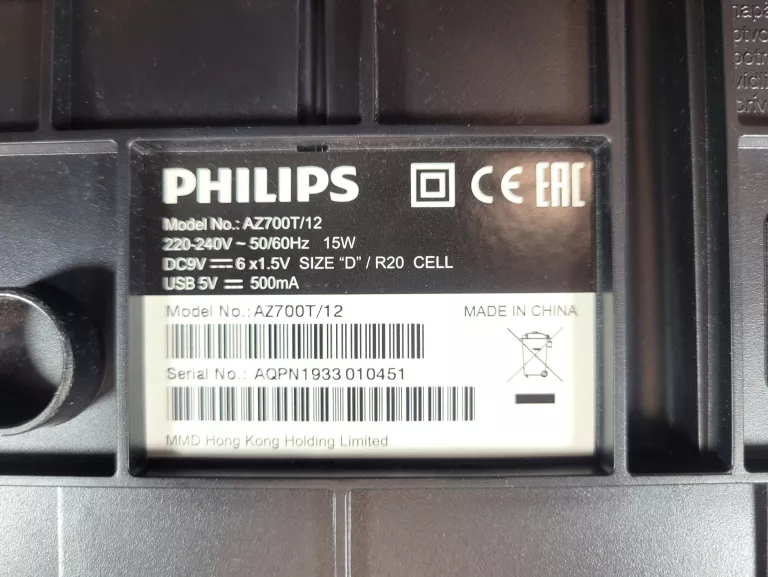 PHILIPS CE EAC
Model No.: AZ700T/12
220-240V ~ 50/60Hz 15W
DC9V ⎓ 6 x1.5V SIZE “D” / R20 CELL
USB 5V ⎓ 500mA
Model No.: AZ700T/12 MADE IN CHINA
Serial No.: AQPN1933 010451
MMD Hong Kong Holding Limited